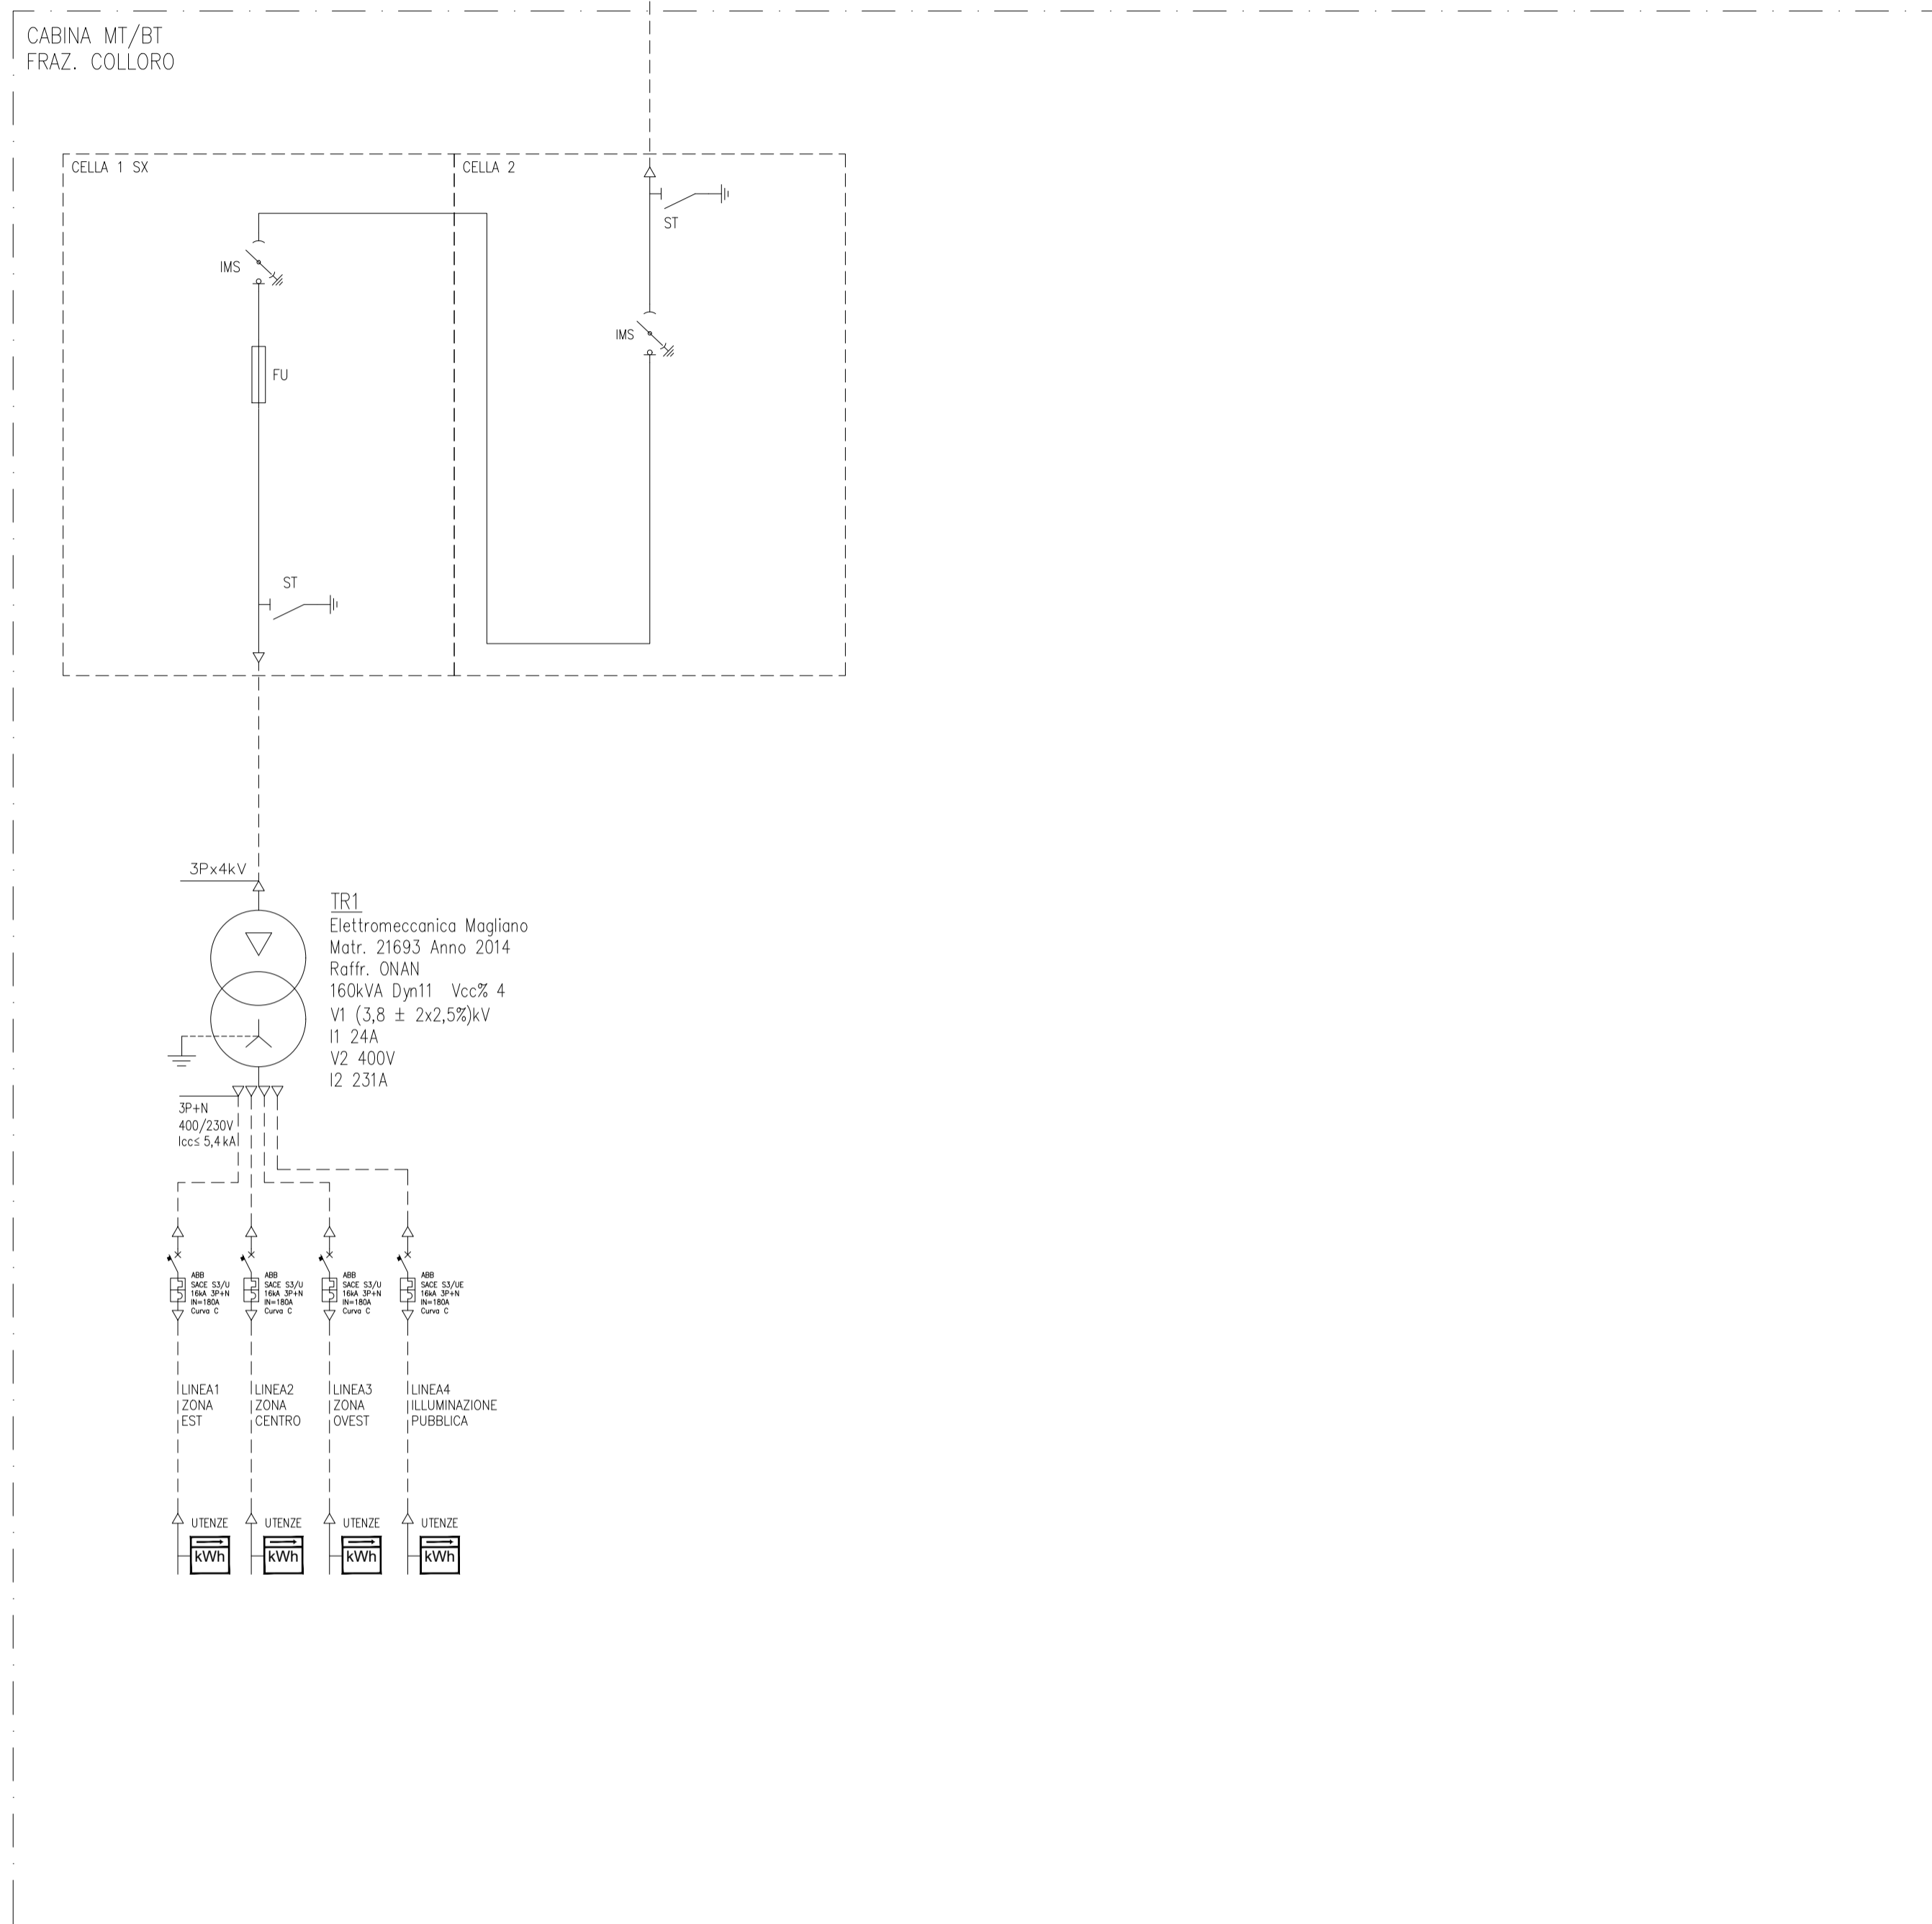 CABINA MT/BT
FRAZ. COLLORO
CELLA 1 SX
CELLA 2
ST
IMS
IMS
FU
ST
3Px4kV
TR1
Elettromeccanica Magliano
Matr. 21693 Anno 2014
Raffr. ONAN
160kVA Dyn11 Vcc% 4
V1 (3,8 ± 2x2,5%)kV
I1 24A
V2 400V
I2 231A
3P+N
400/230V
Icc≤ 5,4 kA
ABB
SACE S3/U
16kA 3P+N
IN=180A
Curva C
ABB
SACE S3/U
16kA 3P+N
IN=180A
Curva C
ABB
SACE S3/U
16kA 3P+N
IN=180A
Curva C
ABB
SACE S3/UE
16kA 3P+N
IN=180A
Curva C
LINEA1
ZONA
EST
LINEA2
ZONA
CENTRO
LINEA3
ZONA
OVEST
LINEA4
ILLUMINAZIONE
PUBBLICA
UTENZE
kWh
UTENZE
kWh
UTENZE
kWh
UTENZE
kWh